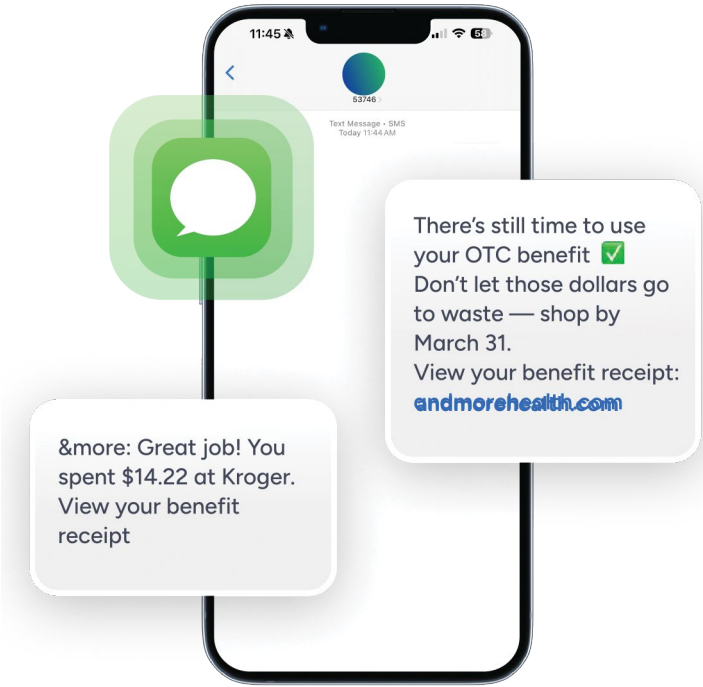 11:45
53746
Text Message • SMS
Today 11:44 AM
There's still time to use
your OTC benefit ✅
Don't let those dollars go
to waste — shop by
March 31.
View your benefit receipt:
andmorehealth.com
&more: Great job! You
spent $14.22 at Kroger.
View your benefit
receipt